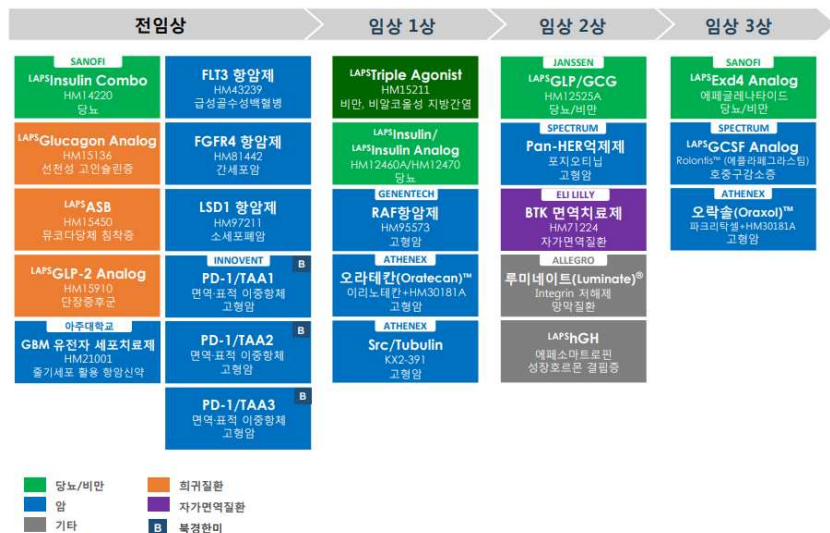 전임상
임상 1상
임상 2상
임상 3상
SANOFI
LAPSInsulin Combo
HM14220
당뇨
LAPSGlucagon Analog
HM15136
선천성 고인슐린증
LAPSASB
HM15450
뮤코다당체 침착증
LAPSGLP-2 Analog
HM15910
단장증후군
아주대학교
GBM 유전자 세포치료제
HM21001
줄기세포 활용 항암신약
FLT3 항암제
HM43239
급성골수성백혈병
FGFR4 항암제
HM81442
간세포암
LSD1 항암제
HM97211
소세포폐암
INNOVENT
B
PD-1/TAA1
면역·표적 이중항체
고형암
B
PD-1/TAA2
면역·표적 이중항체
고형암
B
PD-1/TAA3
면역·표적 이중항체
고형암
LAPSTriple Agonist
HM15211
비만, 비알코올성 지방간염
LAPSInsulin/
LAPSInsulin Analog
HM12460A/HM12470
당뇨
GENENTECH
RAF항암제
HM95573
고형암
ATHENEX
오라테칸(Oratecan)™
이리노테칸+HM30181A
고형암
ATHENEX
Src/Tubulin
KX2-391
고형암
JANSSEN
LAPSGLP/GCG
HM12525A
당뇨/비만
SPECTRUM
Pan-HER억제제
포지오티닙
고형암
ELI LILLY
BTK 면역치료제
HM71224
자가면역질환
ALLEGRO
루미네이트(Luminate)®
Integrin 저해제
망막질환
LAPShGH
에페소마트로핀
성장호르몬 결핍증
SANOFI
LAPSExd4 Analog
에페글레나타이드
당뇨/비만
SPECTRUM
LAPSGCSF Analog
Rolontis™ (에플라페그라스팀)
호중구감소증
ATHENEX
오락솔(Oraxol)™
파크리탁셀+HM30181A
고형암
당뇨/비만
암
기타
희귀질환
자가면역질환
B 북경한미